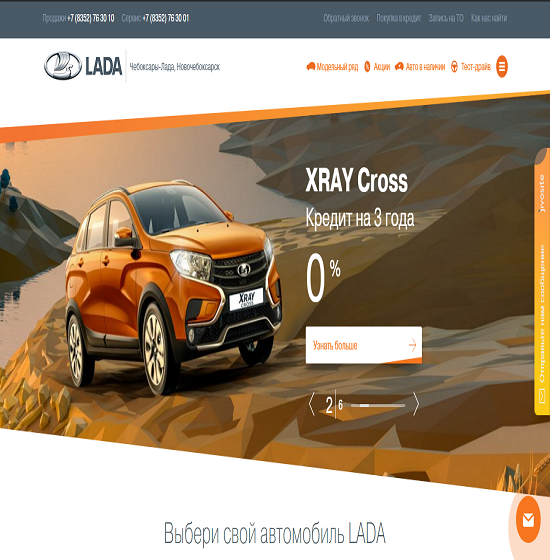 Продажи +7 (8352) 76 30 10 Сервис +7 (8352) 76 30 01 Обратный звонок Покупка в кредит Запись на ТО Как нас найти
LADA Чебоксары-Лада, Новочебоксарск Модельный ряд Акции Авто в наличии Тест-драйв
XRAY Cross
Кредит на 3 года
0 %
Узнать больше
2 6
XRAY
CROSS
jivosite
Отправьте нам сообщение
Выбери свой автомобиль LADA